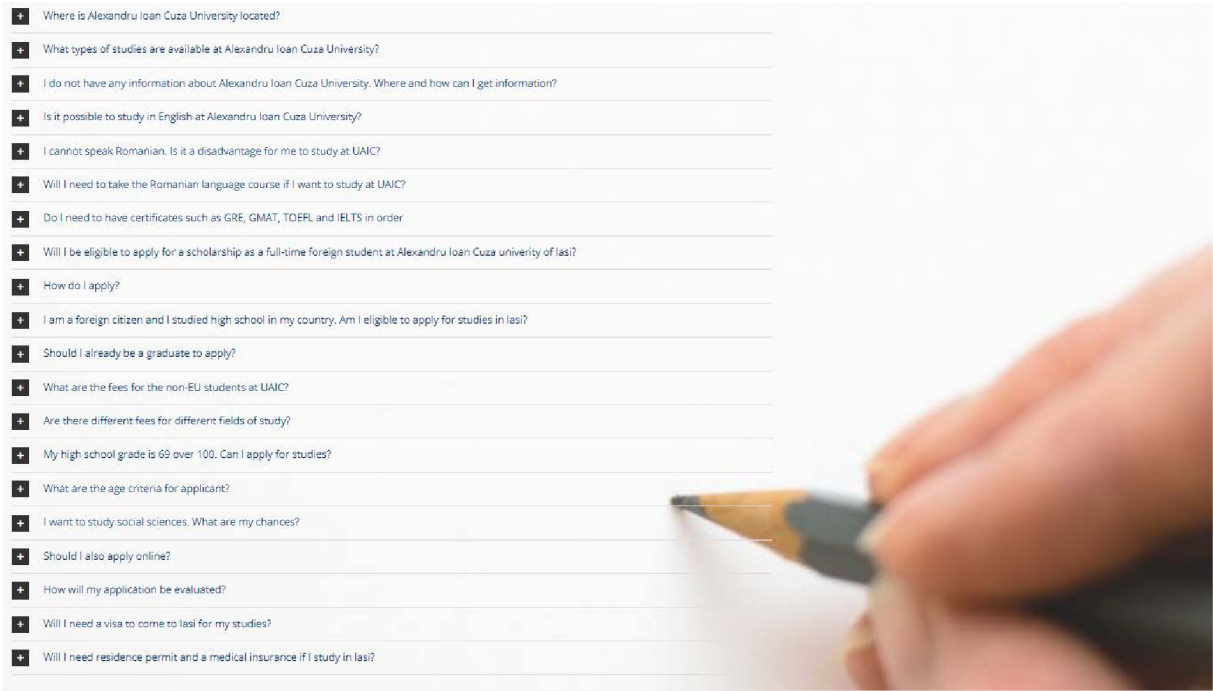 Where is Alexandru Ioan Cuza University located?
What types of studies are available at Alexandru Ioan Cuza University?
I do not have any information about Alexandru Ioan Cuza University. Where and how can I get information?
Is it possible to study in English at Alexandru Ioan Cuza University?
I cannot speak Romanian. Is it a disadvantage for me to study at UAIC?
Will I need to take the Romanian language course if I want to study at UAIC?
Do I need to have certificates such as GRE, GMAT, TOEFL and IELTS in order
Will I be eligible to apply for a scholarship as a full-time foreign student at Alexandru Ioan Cuza univerity of Iasi?
How do I apply?
I am a foreign citizen and I studied high school in my country. Am I eligible to apply for studies in Iasi?
Should I already be a graduate to apply?
What are the fees for the non-EU students at UAIC?
Are there different fees for different fields of study?
My high school grade is 69 over 100. Can I apply for studies?
What are the age criteria for applicant?
I want to study social sciences. What are my chances?
Should I also apply online?
How will my application be evaluated?
Will I need a visa to come to Iasi for my studies?
Will I need residence permit and a medical insurance if I study in Iasi?